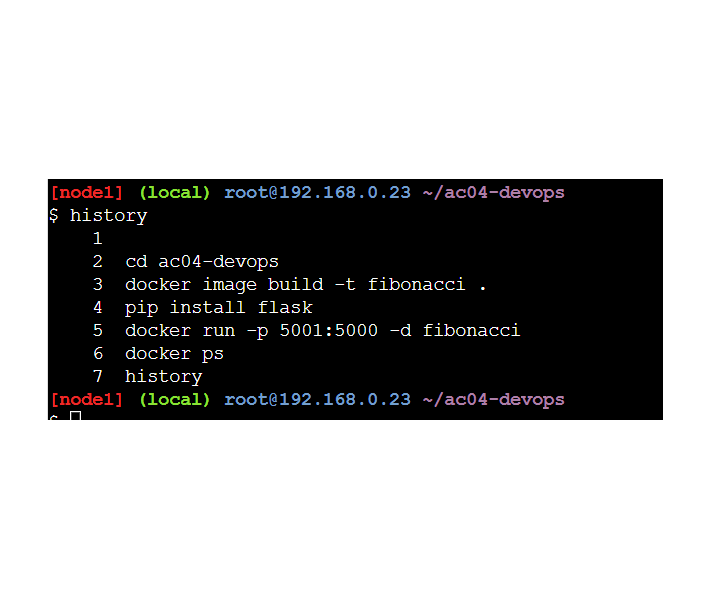 [node1] (local) root@192.168.0.23 ~/ac04-devops
$ history
1
2 cd ac04-devops
3 docker image build -t fibonacci .
4 pip install flask
5 docker run -p 5001:5000 -d fibonacci
6 docker ps
7 history
[node1] (local) root@192.168.0.23 ~/ac04-devops
$